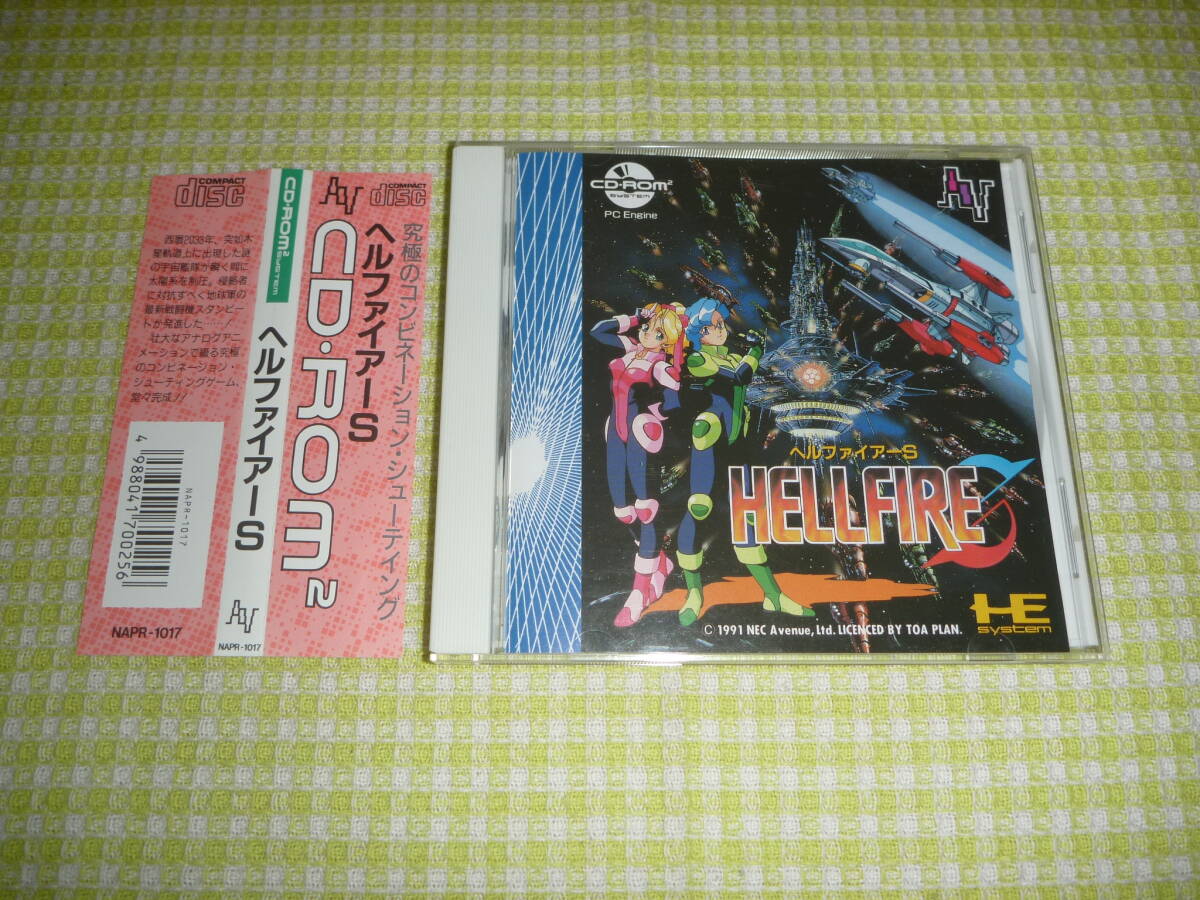 COMPACT
disc
西暦2039年、突如木
星軌道上に出現した謎
の宇宙艦隊が瞬く間に
太陽系を制圧。侵略者
に対抗すべく地球軍の
最新戦闘機スタンビー
トが発進した……!
壮大なアナログアニ
メーションで綴る究極
のコンビネーション・
シューティングゲーム、
堂々完成!!
NAPR-1017
4 988041 700256
NAPR-1017
CD-ROM2
SYSTEM
ヘルファイアーS
AV
NAPR-1017
AV
COMPACT
disc
究極のコンビネーション・シューティング
ヘルファイアーS
CD-ROM2
CD-ROM2
SYSTEM
PC Engine
AV
ヘルファイアーS
HELLFIRE S
HE
system
© 1991 NEC Avenue, Ltd. LICENCED BY TOA PLAN.